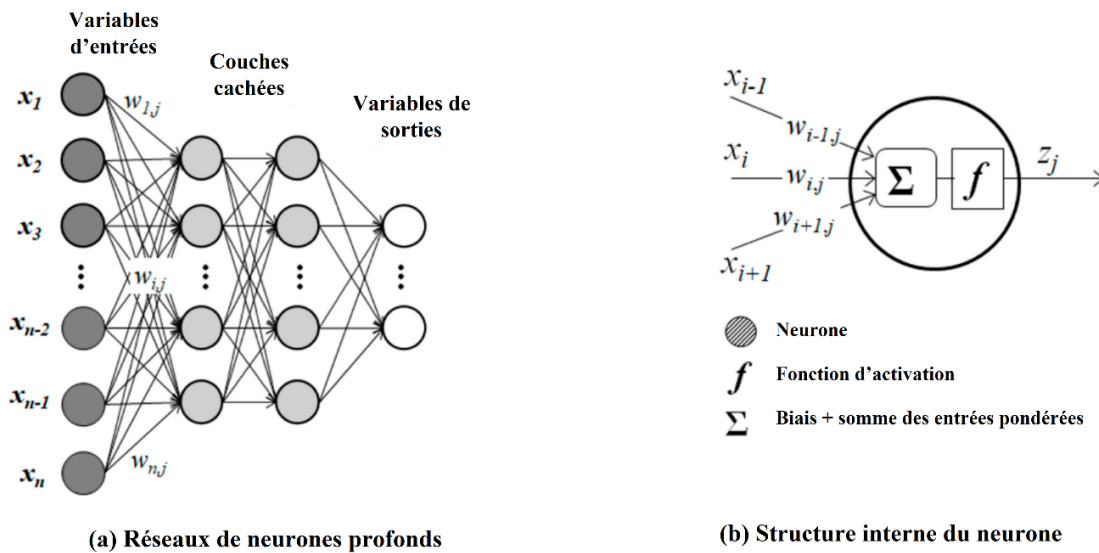 Variables
d'entrées
Couches
cachées
Variables de
sorties
x1
x2
x3
xn-2
xn-1
xn
w1,j
wi,j
wn,j
(a) Réseaux de neurones profonds
xi-1
xi
xi+1
wi-1,j
wi,j
wi+1,j
Σ
f
zj
Neurone
f Fonction d'activation
Σ Biais + somme des entrées pondérées
(b) Structure interne du neurone